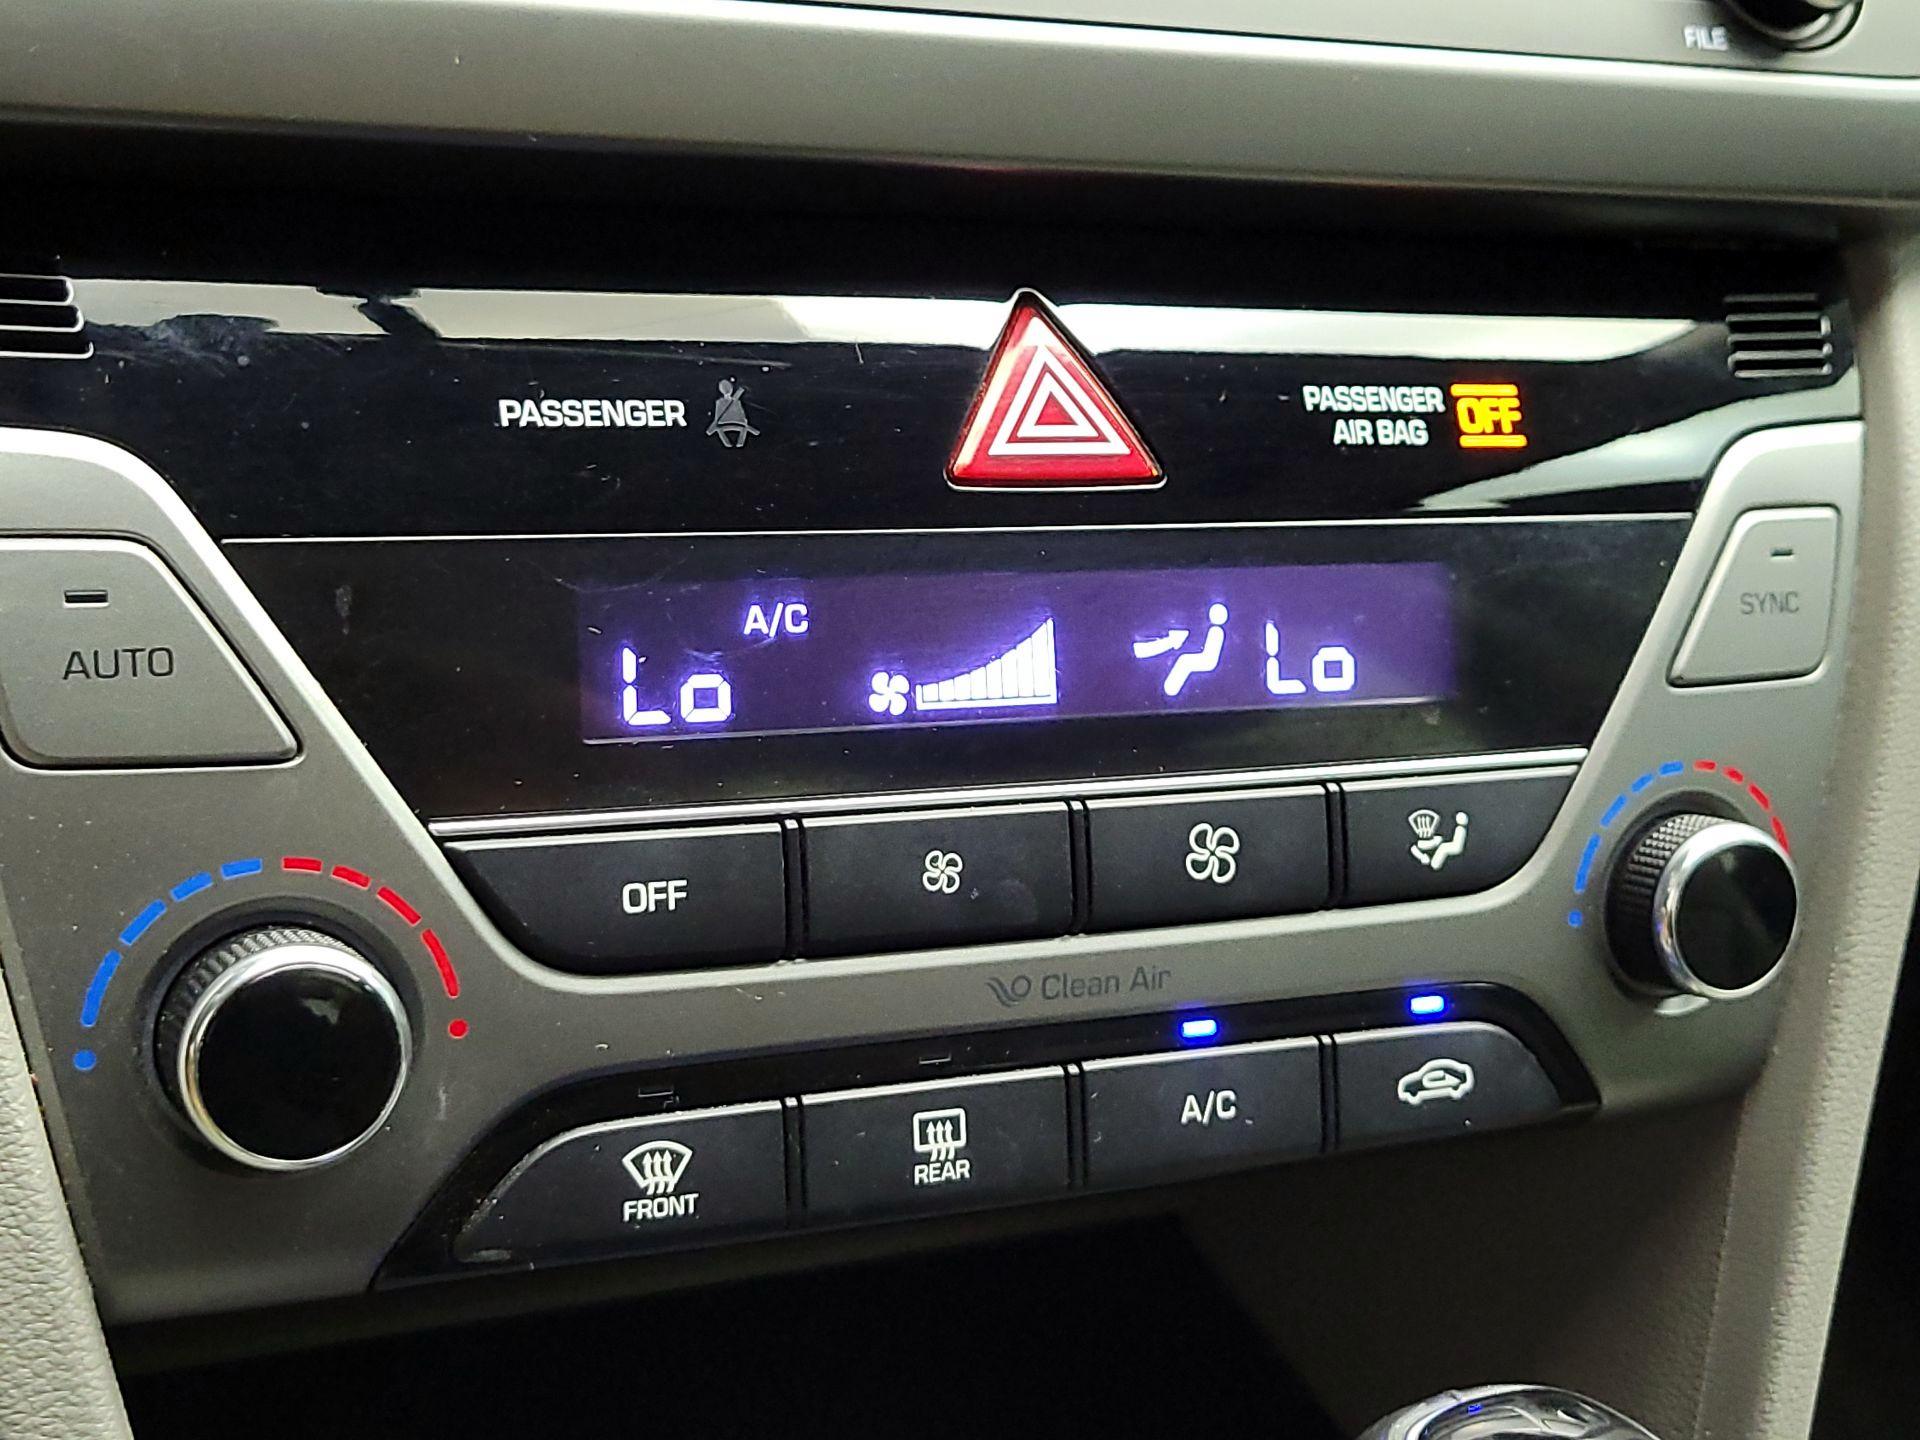 FILE
PASSENGER
PASSENGER OFF
AIR BAG
AUTO
A/C
Lo
Lo
SYNC
OFF
Clean Air
FRONT
REAR
A/C